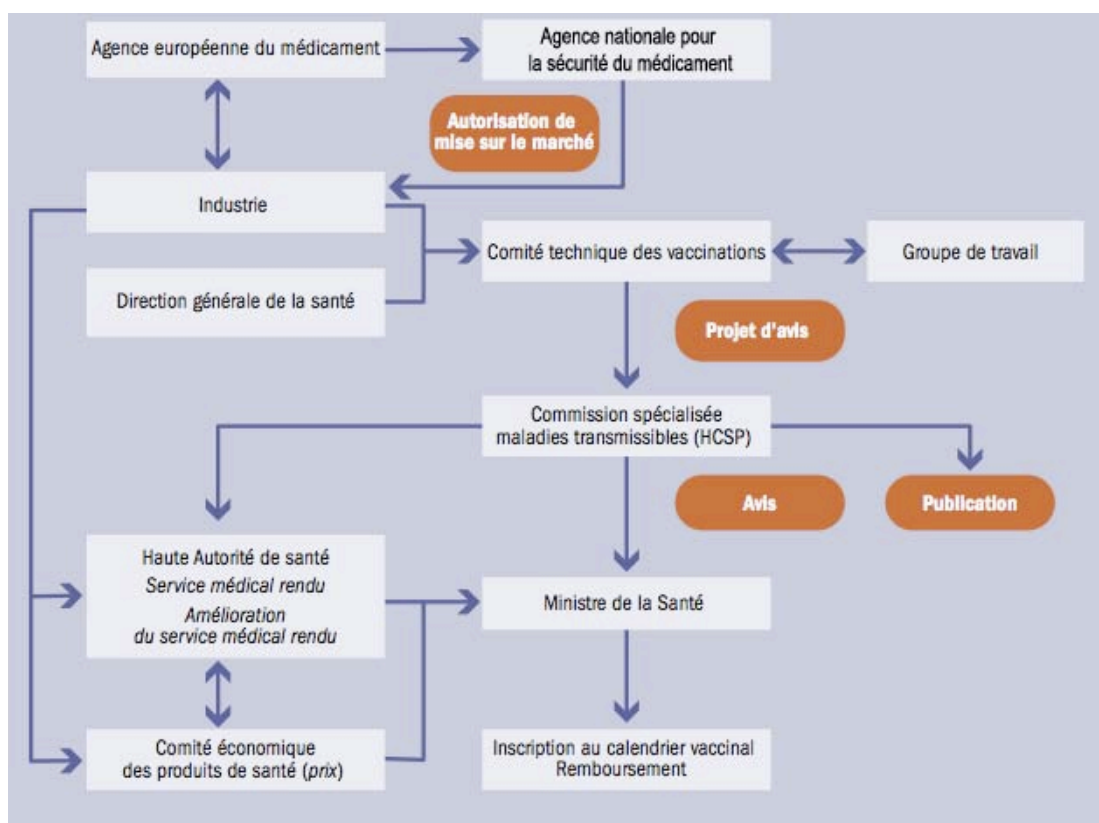 Agence européenne du médicament
Agence nationale pour
la sécurité du médicament
Autorisation de
mise sur le marché
Industrie
Comité technique des vaccinations
Groupe de travail
Direction générale de la santé
Projet d'avis
Commission spécialisée
maladies transmissibles (HCSP)
Avis
Publication
Haute Autorité de santé
Service médical rendu
Amélioration
du service médical rendu
Ministre de la Santé
Comité économique
des produits de santé (prix)
Inscription au calendrier vaccinal
Remboursement